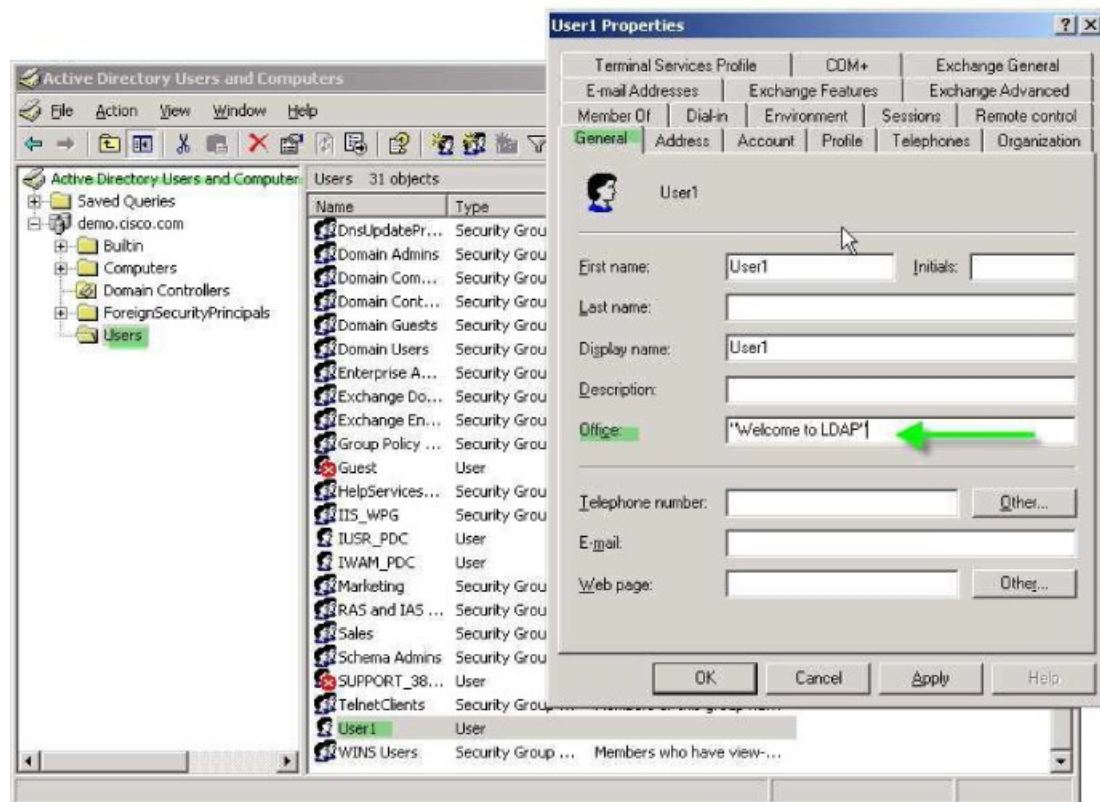 Active Directory Users and Computers
File Action View Window Help
Active Directory Users and Computer
Saved Queries
demo.cisco.com
Builtin
Computers
Domain Controllers
ForeignSecurityPrincipals
Users
Users 31 objects
Name Type
DnsUpdatePr... Security Grou
Domain Admins Security Grou
Domain Com... Security Grou
Domain Cont... Security Grou
Domain Guests Security Grou
Domain Users Security Grou
Enterprise A... Security Grou
Exchange Do... Security Grou
Exchange En... Security Grou
Group Policy ... Security Grou
Guest User
HelpServices... Security Grou
IIS_WPG Security Grou
IUSR_PDC User
IWAM_PDC User
Marketing Security Grou
RAS and IAS ... Security Grou
Sales Security Grou
Schema Admins Security Grou
SUPPORT_38... User
TelnetClients Security Group ... Members of this group
User1 User
WINS Users Security Group ... Members who have view-...
User1 Properties
Terminal Services Profile COM+ Exchange General
E-mail Addresses Exchange Features Exchange Advanced
Member Of Dial-in Environment Sessions Remote control
General Address Account Profile Telephones Organization
User1
First name: User1 Initials:
Last name:
Display name: User1
Description:
Office: "Welcome to LDAP"
Telephone number: Other...
E-mail:
Web page: Other...
OK Cancel Apply Help